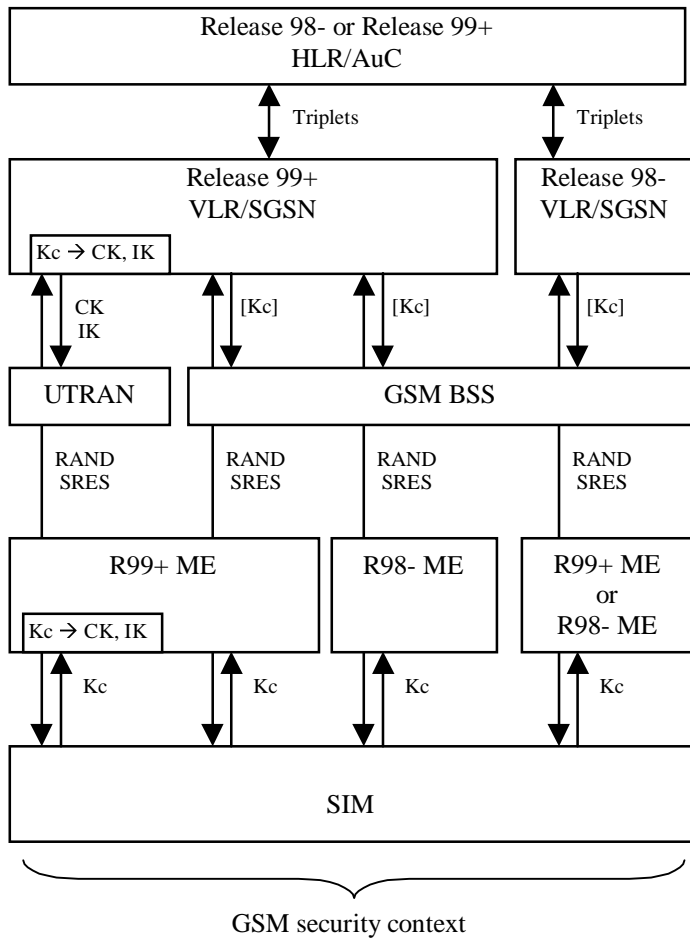 Release 98- or Release 99+
HLR/AuC
Triplets
Triplets
Release 99+
VLR/SGSN
Release 98-
VLR/SGSN
Kc → CK, IK
CK
IK
[Kc]
[Kc]
[Kc]
UTRAN
GSM BSS
RAND
SRES
RAND
SRES
RAND
SRES
RAND
SRES
R99+ ME
R98- ME
R99+ ME
or
R98- ME
Kc → CK, IK
Kc
Kc
Kc
Kc
SIM
GSM security context